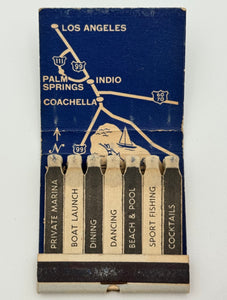 LOS ANGELES
111
99
PALM
SPRINGS
INDIO
COACHELLA
60
70
99
N
PRIVATE MARINA
BOAT LAUNCH
DINING
DANCING
BEACH & POOL
SPORT FISHING
COCKTAILS